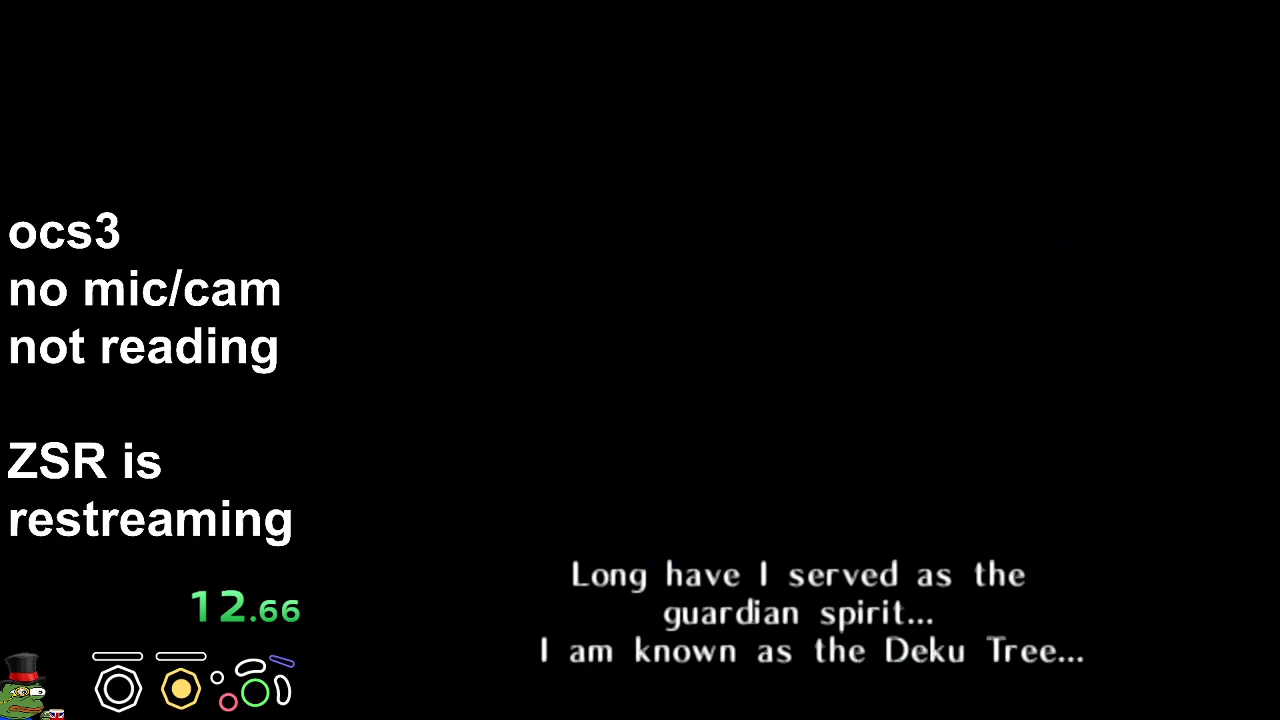 ocs3
no mic/cam
not reading
ZSR is
restreaming
12.66
Long have I served as the
guardian spirit...
I am known as the Deku Tree...